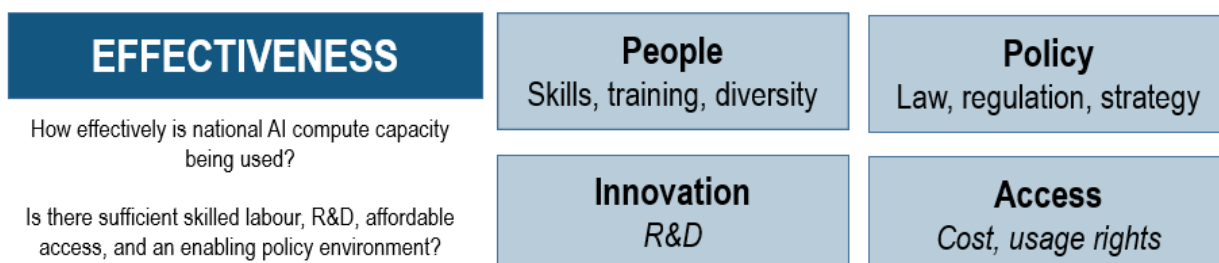 EFFECTIVENESS
How effectively is national AI compute capacity
being used?
Is there sufficient skilled labour, R&D, affordable
access, and an enabling policy environment?
People
Skills, training, diversity
Policy
Law, regulation, strategy
Innovation
R&D
Access
Cost, usage rights